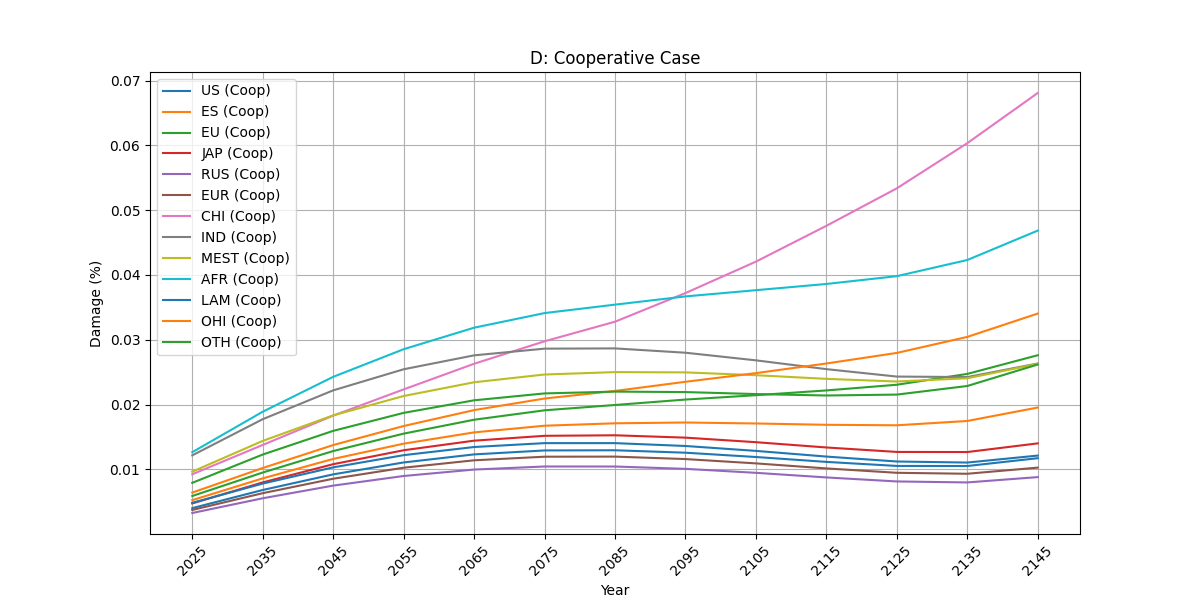 D: Cooperative Case
Damage (%)
0.07
0.06
0.05
0.04
0.03
0.02
0.01
US (Coop)
ES (Coop)
EU (Coop)
JAP (Coop)
RUS (Coop)
EUR (Coop)
CHI (Coop)
IND (Coop)
MEST (Coop)
AFR (Coop)
LAM (Coop)
OHI (Coop)
OTH (Coop)
2025 2035 2045 2055 2065 2075 2085 2095 2105 2115 2125 2135 2145
Year